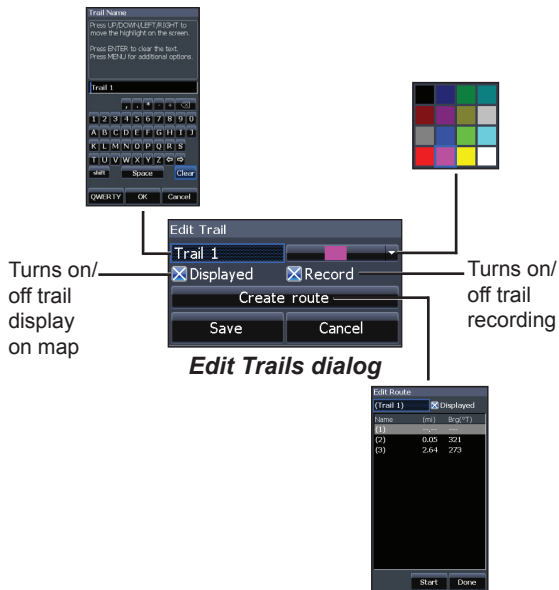 Trail Name
Press UP/DOWN/LEFT/RIGHT to
move the highlight on the screen.
Press ENTER to clear the text.
Press MENU for additional options.
Trail 1
, . * - +
1 2 3 4 5 6 7 8 9 0
A B C D E F G H I J
K L M N O P Q R S
T U V W X Y Z
shift Space Clear
QWERTY OK Cancel
Edit Trail
Trail 1
Displayed Record
Create route
Save Cancel
Turns on/
off trail
display
on map
Turns on/
off trail
recording
Edit Trails dialog
Edit Route
(Trail 1) Displayed
Name (mi) Brg(°T)
(1) --.-- ---
(2) 0.05 321
(3) 2.64 273
Start Done